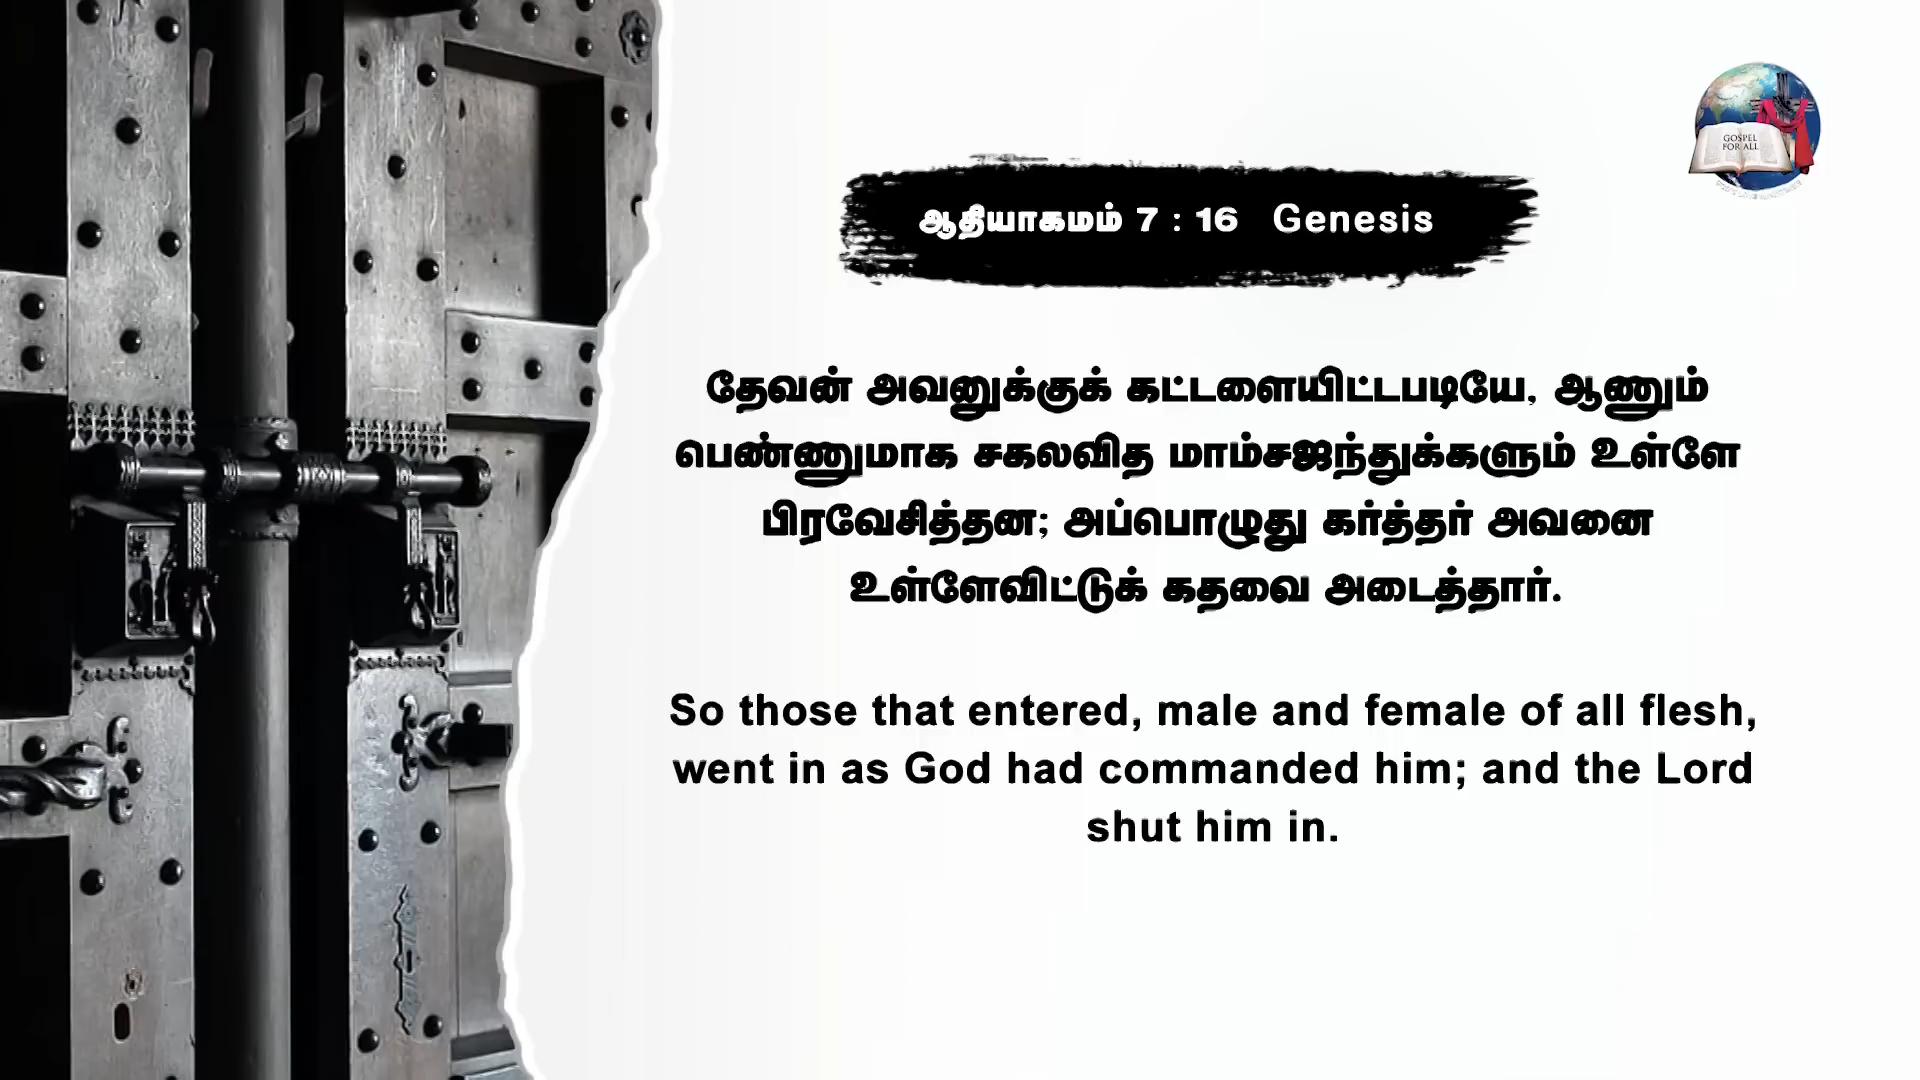 GOSPEL
FOR ALL
ஆதியாகமம் 7 : 16 Genesis
தேவன் அவனுக்குக் கட்டளையிட்டபடியே, ஆணும்
பெண்ணுமாக சகலவித மாம்சஜந்துக்களும் உள்ளே
பிரவேசித்தன; அப்பொழுது கர்த்தர் அவனை
உள்ளேவிட்டுக் கதவை அடைத்தார்.
So those that entered, male and female of all flesh,
went in as God had commanded him; and the Lord
shut him in.